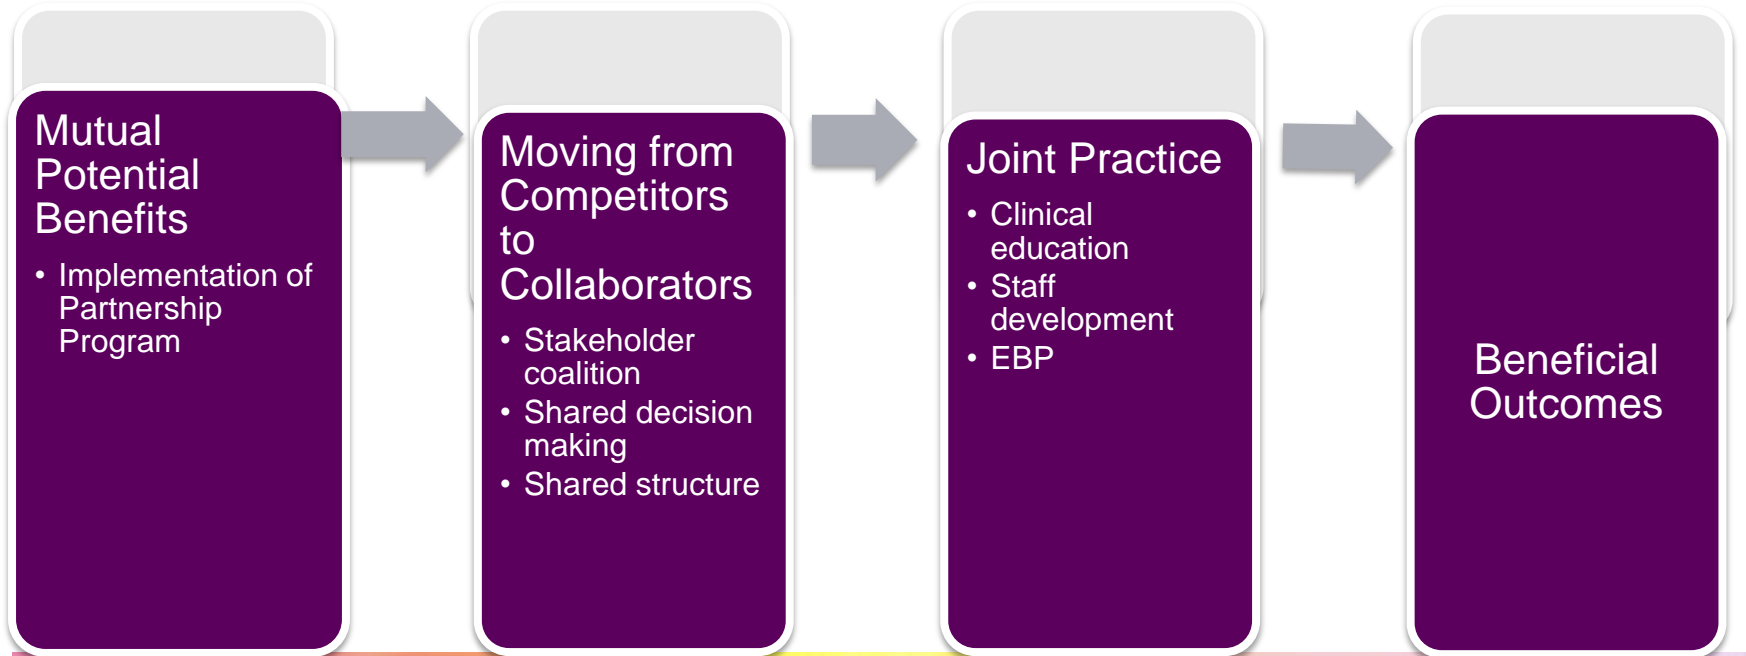 Mutual
Potential
Benefits
• Implementation of
Partnership
Program
Moving from
Competitors
to
Collaborators
• Stakeholder
coalition
• Shared decision
making
• Shared structure
Joint Practice
• Clinical
education
• Staff
development
• EBP
Beneficial
Outcomes